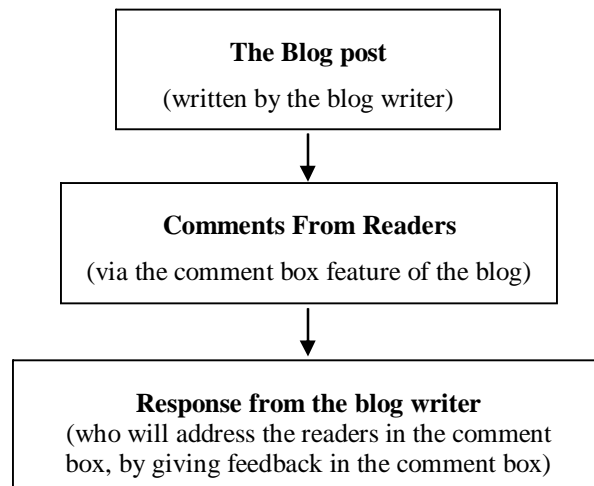 The Blog post
(written by the blog writer)
Comments From Readers
(via the comment box feature of the blog)
Response from the blog writer
(who will address the readers in the comment
box, by giving feedback in the comment box)